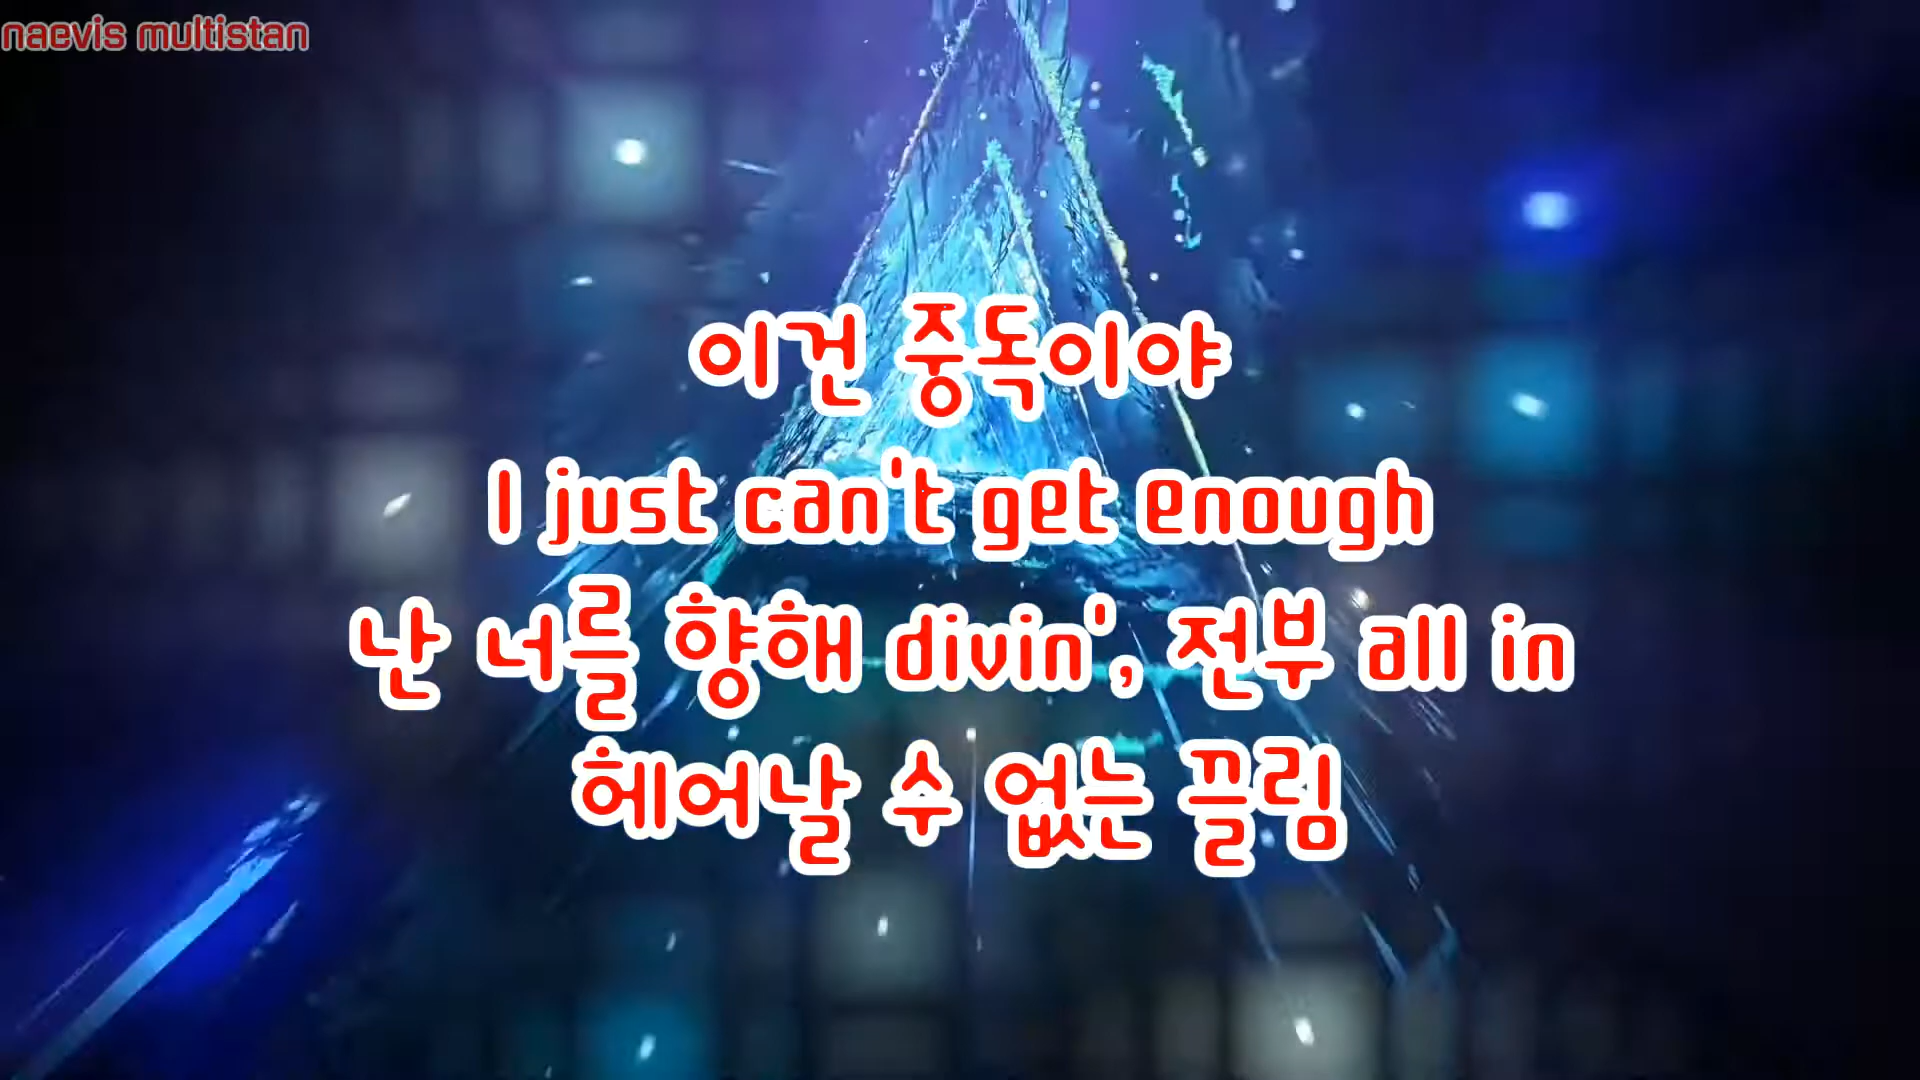 naevis multistan
이건 중독이야
I just can't get enough
난 너를 향해 divin', 전부 all in
헤어날 수 없는 끌림